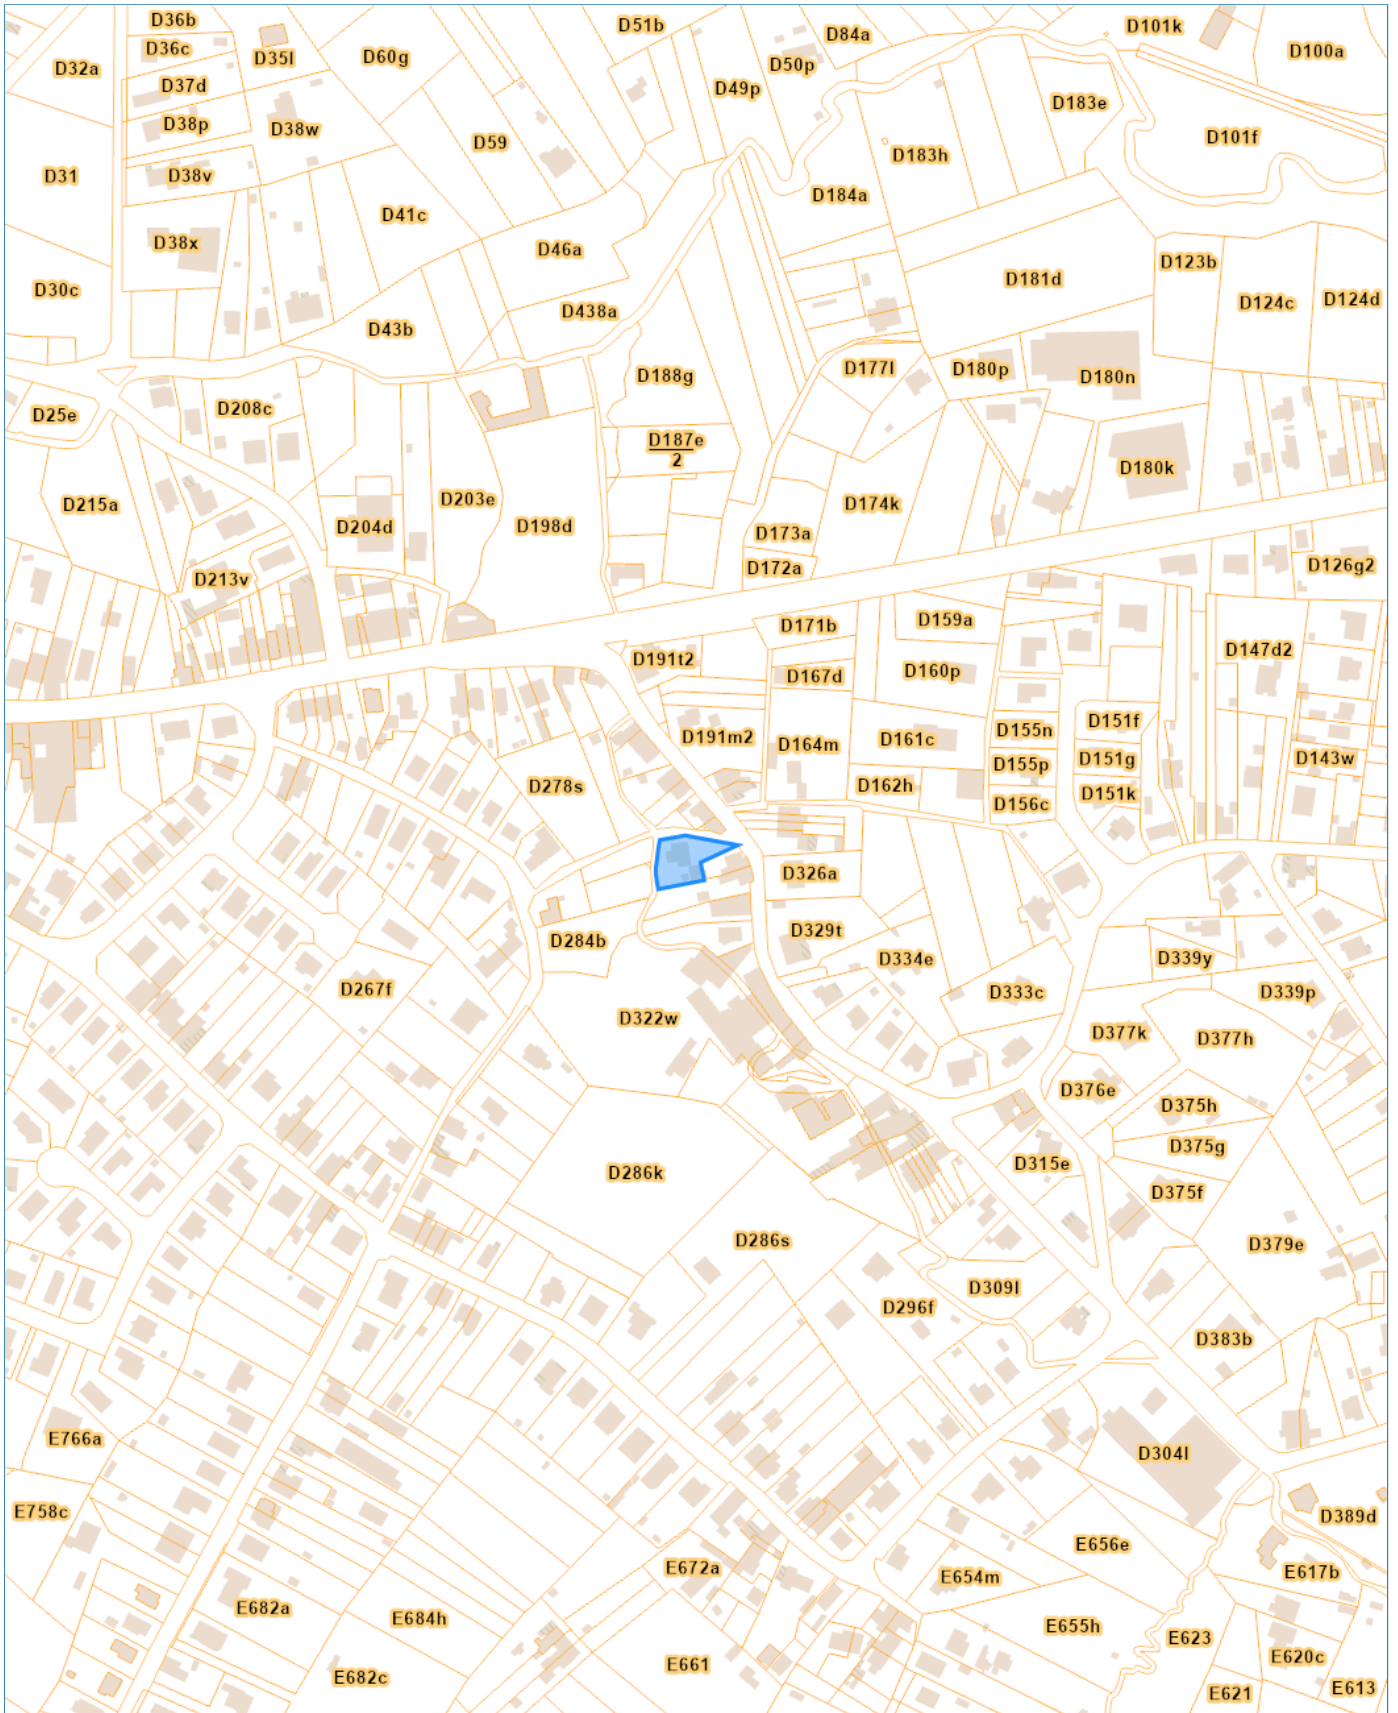 D36b
D51b
D101k
D84a
D36c
D35l
D60g
D100a
D32a
D50p
D37d
D49p
D183e
D38p
D38w
D59
D101f
D183h
D31
D38v
D184a
D41c
D38x
D46a
D123b
D181d
D30c
D124c
D124d
D438a
D43b
D188g
D177l
D180p
D180n
D208c
D25e
D187e
2
D180k
D203e
D174k
D215a
D204d
D198d
D173a
D126g2
D172a
D213v
D159a
D171b
D147d2
D191t2
D160p
D167d
D151f
D155n
D191m2
D161c
D164m
D143w
D151g
D155p
D278s
D162h
D151k
D156c
D326a
D329t
D284b
D339y
D334e
D267f
D333c
D339p
D322w
D377k
D377h
D376e
D375h
D375g
D315e
D286k
D375f
D286s
D379e
D309l
D296f
D383b
E766a
D304l
E758c
D389d
E656e
E672a
E617b
E654m
E682a
E684h
E655h
E623
E620c
E661
E682c
E613
E621